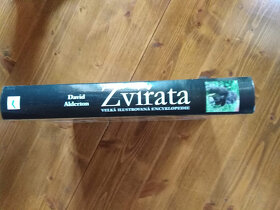 David
Alderton
Zvířata
VELKÁ ILUSTROVANÁ ENCYKLOPEDIE